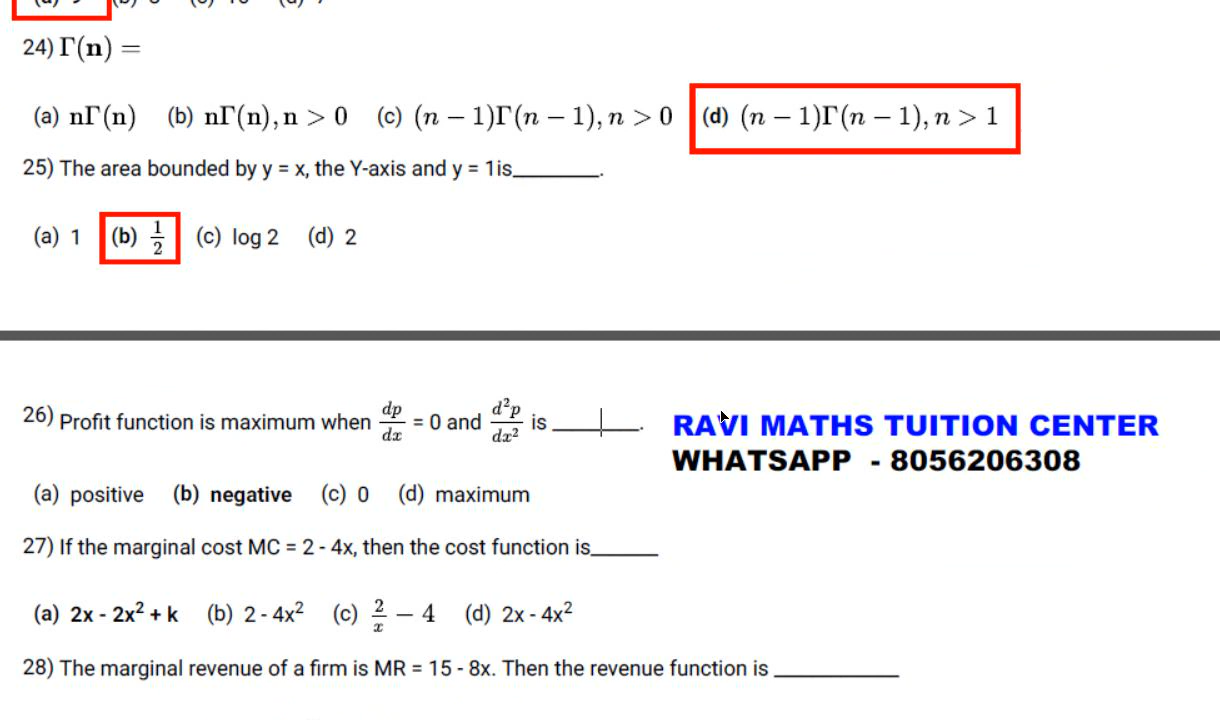 24) Γ(n) =
(a) nΓ(n) (b) nΓ(n), n > 0 (c) (n − 1)Γ(n − 1), n > 0 (d) (n − 1)Γ(n − 1), n > 1
25) The area bounded by y = x, the Y-axis and y = 1is________.
(a) 1 (b) 1/2 (c) log 2 (d) 2
26) Profit function is maximum when dp/dx = 0 and d²p/dx² is ________.
RAVI MATHS TUITION CENTER
WHATSAPP - 8056206308
(a) positive (b) negative (c) 0 (d) maximum
27) If the marginal cost MC = 2 - 4x, then the cost function is______
(a) 2x - 2x² + k (b) 2 - 4x² (c) 2/x − 4 (d) 2x - 4x²
28) The marginal revenue of a firm is MR = 15 - 8x. Then the revenue function is ___________